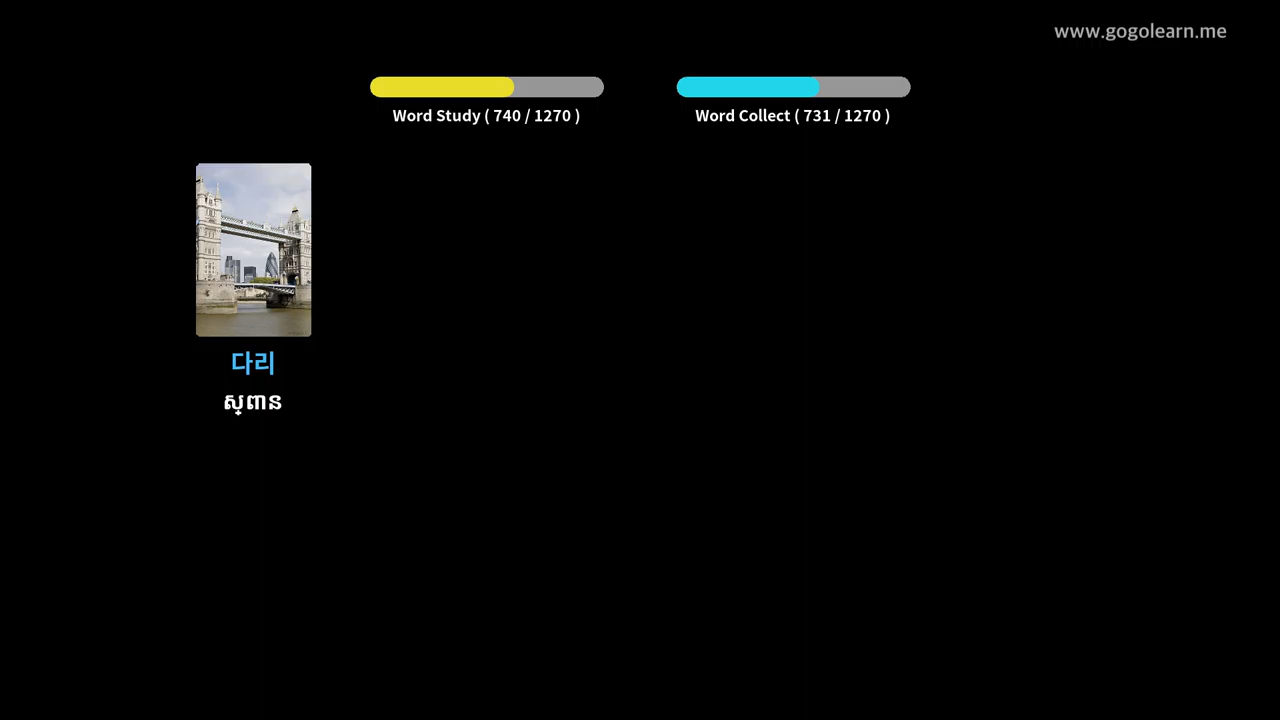 www.gogolearn.me
Word Study ( 740 / 1270 )
Word Collect ( 731 / 1270 )
다리
ស្ពាន